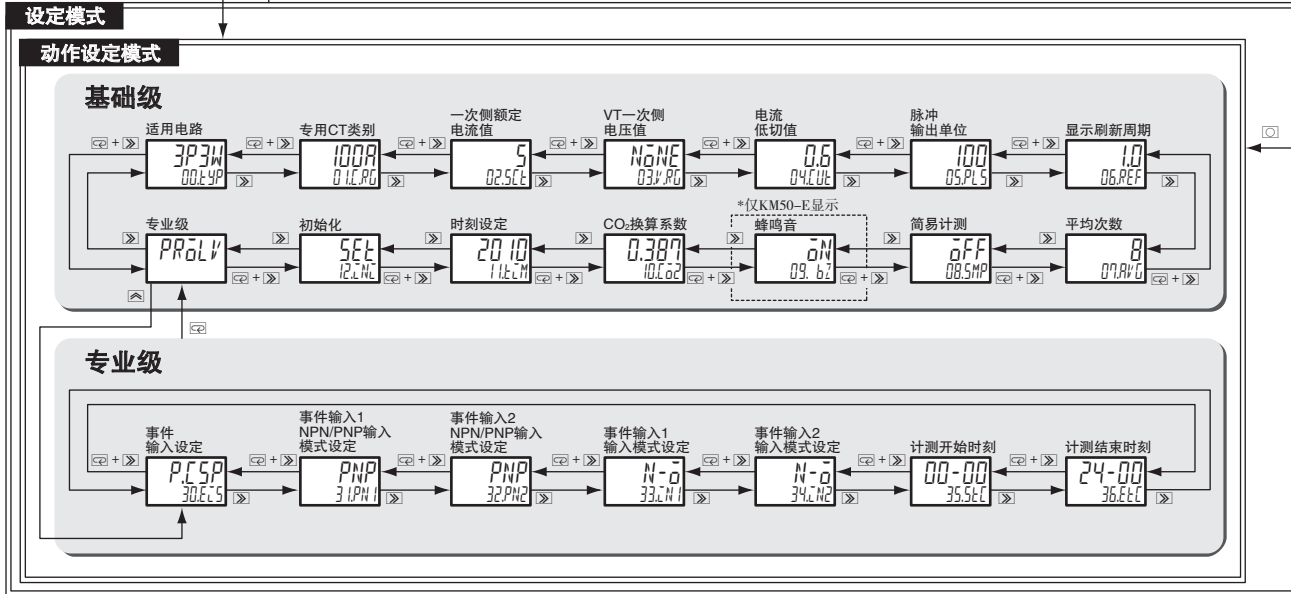 设定模式
动作设定模式
基础级
适用电路
专用CT类别
一次侧额定
电流值
VT一次侧
电压值
电流
低切值
脉冲
输出单位
显示刷新周期
3P3W
00.tYP
100A
01.C.RG
5
02.SCt
NoNE
03.V.RG
0.6
04.CUt
100
05.PLS
1.0
06.REF
*仅KM50-E显示
专业级
初始化
时刻设定
CO₂换算系数
蜂鸣音
简易计测
平均次数
PRoLV
SEt
12.iNi
2010
11.tiM
0.387
10.Co2
oN
09. bZ
oFF
08.SMP
8
07.AVG
专业级
事件
输入设定
事件输入1
NPN/PNP输入
模式设定
事件输入2
NPN/PNP输入
模式设定
事件输入1
输入模式设定
事件输入2
输入模式设定
计测开始时刻
计测结束时刻
P.CSP
30.ECS
PNP
31.PN1
PNP
32.PN2
N-o
33.iN1
N-o
34.iN2
00-00
35.StC
24-00
36.EtC